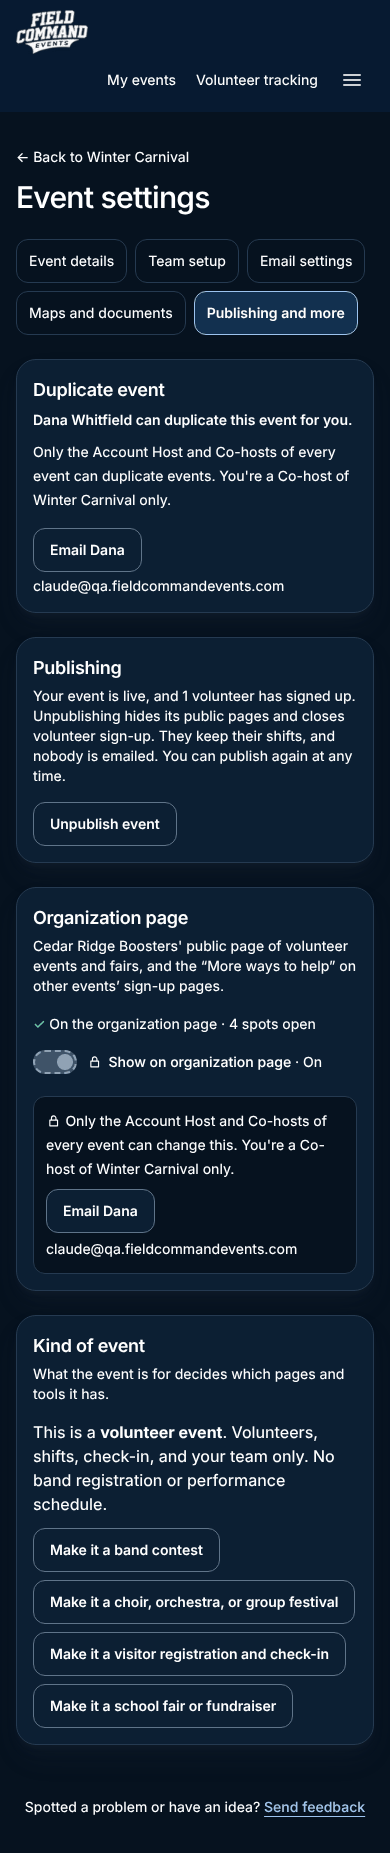 FIELD
COMMAND
EVENTS
My events Volunteer tracking
← Back to Winter Carnival
Event settings
Event details Team setup Email settings
Maps and documents Publishing and more
Duplicate event
Dana Whitfield can duplicate this event for you.
Only the Account Host and Co-hosts of every
event can duplicate events. You're a Co-host of
Winter Carnival only.
Email Dana
claude@qa.fieldcommandevents.com
Publishing
Your event is live, and 1 volunteer has signed up.
Unpublishing hides its public pages and closes
volunteer sign-up. They keep their shifts, and
nobody is emailed. You can publish again at any
time.
Unpublish event
Organization page
Cedar Ridge Boosters' public page of volunteer
events and fairs, and the “More ways to help” on
other events’ sign-up pages.
✓ On the organization page · 4 spots open
Show on organization page · On
Only the Account Host and Co-hosts of
every event can change this. You're a Co-
host of Winter Carnival only.
Email Dana
claude@qa.fieldcommandevents.com
Kind of event
What the event is for decides which pages and
tools it has.
This is a volunteer event. Volunteers,
shifts, check-in, and your team only. No
band registration or performance
schedule.
Make it a band contest
Make it a choir, orchestra, or group festival
Make it a visitor registration and check-in
Make it a school fair or fundraiser
Spotted a problem or have an idea? Send feedback